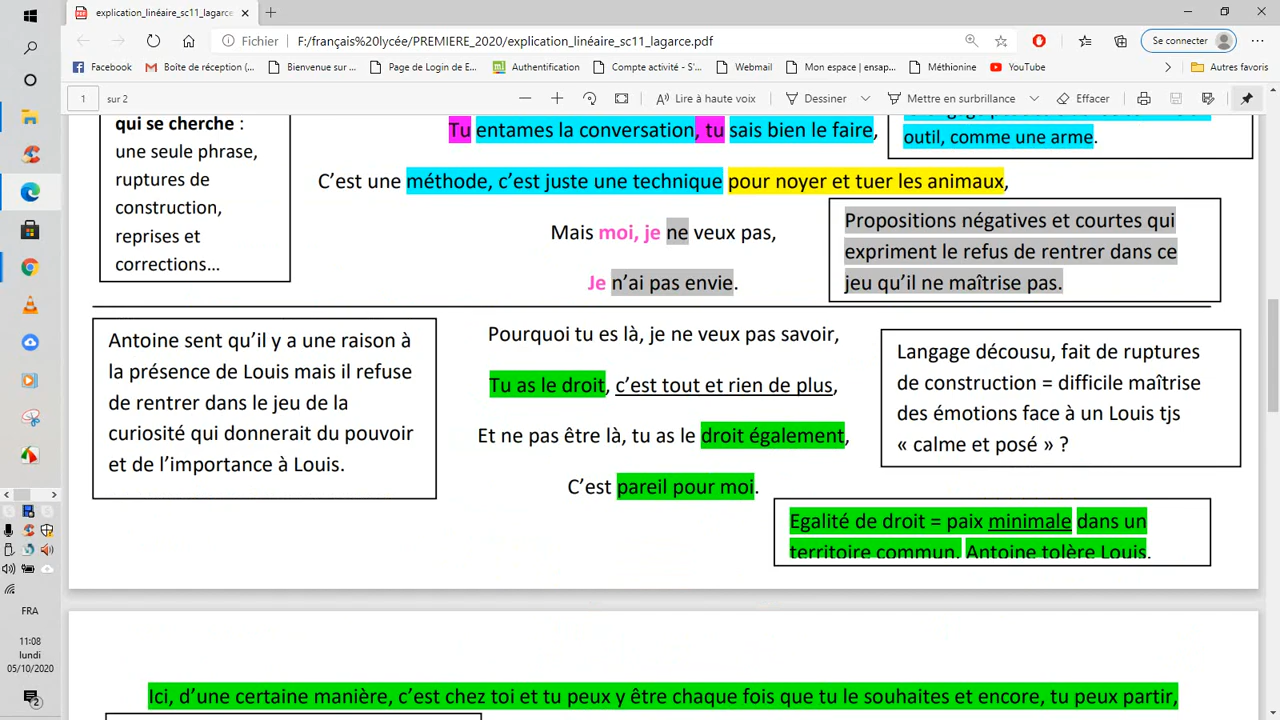 explication_linéaire_sc11_lagarce
Fichier F:/français%20lycée/PREMIERE_2020/explication_linéaire_sc11_lagarce.pdf Se connecter
Facebook Boîte de réception (... Bienvenue sur ... Page de Login de E... Authentification Compte activité - S'... Webmail Mon espace | ensap... Méthionine YouTube Autres favoris
1 sur 2 Lire à haute voix Dessiner Mettre en surbrillance Effacer
qui se cherche :
une seule phrase,
ruptures de
construction,
reprises et
corrections…
Tu entames la conversation, tu sais bien le faire,
outil, comme une arme.
C'est une méthode, c'est juste une technique pour noyer et tuer les animaux,
Mais moi, je ne veux pas,
Je n'ai pas envie.
Propositions négatives et courtes qui
expriment le refus de rentrer dans ce
jeu qu'il ne maîtrise pas.
Antoine sent qu'il y a une raison à
la présence de Louis mais il refuse
de rentrer dans le jeu de la
curiosité qui donnerait du pouvoir
et de l'importance à Louis.
Pourquoi tu es là, je ne veux pas savoir,
Tu as le droit, c'est tout et rien de plus,
Et ne pas être là, tu as le droit également,
C'est pareil pour moi.
Langage décousu, fait de ruptures
de construction = difficile maîtrise
des émotions face à un Louis tjs
« calme et posé » ?
Egalité de droit = paix minimale dans un
territoire commun. Antoine tolère Louis.
Ici, d'une certaine manière, c'est chez toi et tu peux y être chaque fois que tu le souhaites et encore, tu peux partir,
FRA
11:08
lundi
05/10/2020
2